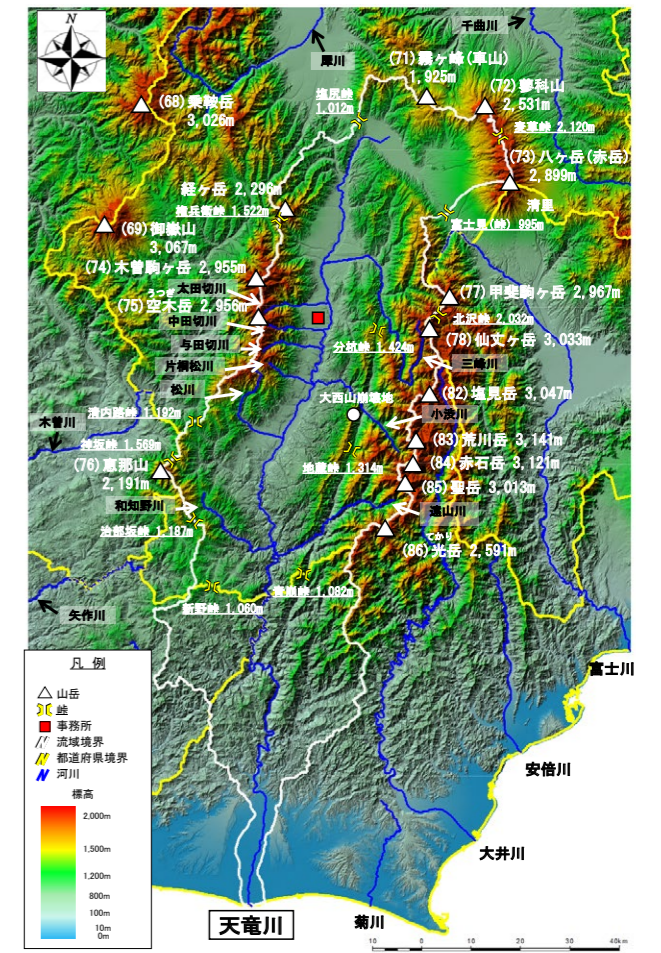 N
千曲川
犀川
(71) 霧ヶ峰(車山)
1,925m
塩尻峠
1,012m
(72) 蓼科山
2,531m
(68) 乗鞍岳
3,026m
麦草峠 2,120m
(73) 八ヶ岳(赤岳)
2,899m
経ヶ岳 2,296m
清里
権兵衛峠 1,522m
富士見(峠) 995m
(69) 御嶽山
3,067m
(74) 木曽駒ヶ岳 2,955m
太田切川
(77) 甲斐駒ヶ岳 2,967m
うつぎ
(75) 空木岳 2,956m
中田切川
北沢峠 2,032m
(78) 仙丈ヶ岳 3,033m
与田切川
分杭峠 1,424m
片桐松川
三峰川
松川
大西山崩壊地
(82) 塩見岳 3,047m
清内路峠 1,192m
小渋川
木曽川
神坂峠 1,569m
(83) 荒川岳 3,141m
(76) 恵那山
2,191m
地蔵峠 1,314m
(84) 赤石岳 3,121m
(85) 聖岳 3,013m
和知野川
遠山川
治部坂峠 1,187m
てかり
(86) 光岳 2,591m
青崩峠 1,082m
新野峠 1,060m
矢作川
凡 例
山岳
峠
事務所
流域境界
都道府県境界
河川
標高
2,000m
1,500m
1,200m
800m
100m
10m
0m
富士川
安倍川
大井川
天竜川
菊川
10 0 10 20 30 40km